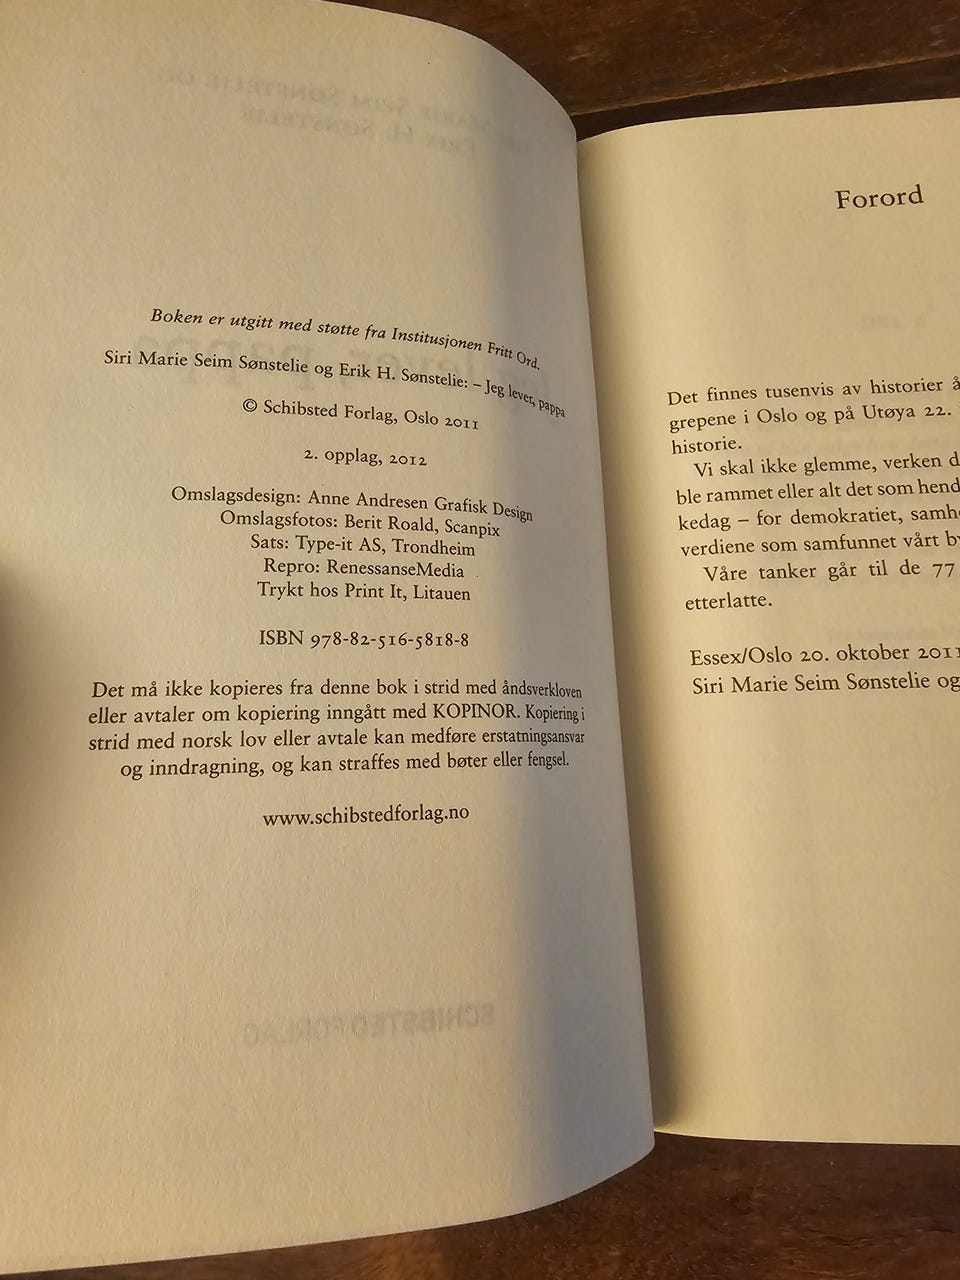 Boken er utgitt med støtte fra Institusjonen Fritt Ord.
Siri Marie Seim Sønstelie og Erik H. Sønstelie: – Jeg lever, pappa
© Schibsted Forlag, Oslo 2011
2. opplag, 2012
Omslagsdesign: Anne Andresen Grafisk Design
Omslagsfotos: Berit Roald, Scanpix
Sats: Type-it AS, Trondheim
Repro: RenessanseMedia
Trykt hos Print It, Litauen
ISBN 978-82-516-5818-8
Det må ikke kopieres fra denne bok i strid med åndsverkloven
eller avtaler om kopiering inngått med KOPINOR. Kopiering i
strid med norsk lov eller avtale kan medføre erstatningsansvar
og inndragning, og kan straffes med bøter eller fengsel.
www.schibstedforlag.no
SCHIBSTED FORLAG
Forord
Det finnes tusenvis av historier å
grepene i Oslo og på Utøya 22.
historie.
Vi skal ikke glemme, verken d
ble rammet eller alt det som hend
kedag – for demokratiet, samh
verdiene som samfunnet vårt by
Våre tanker går til de 77
etterlatte.
Essex/Oslo 20. oktober 2011
Siri Marie Seim Sønstelie og